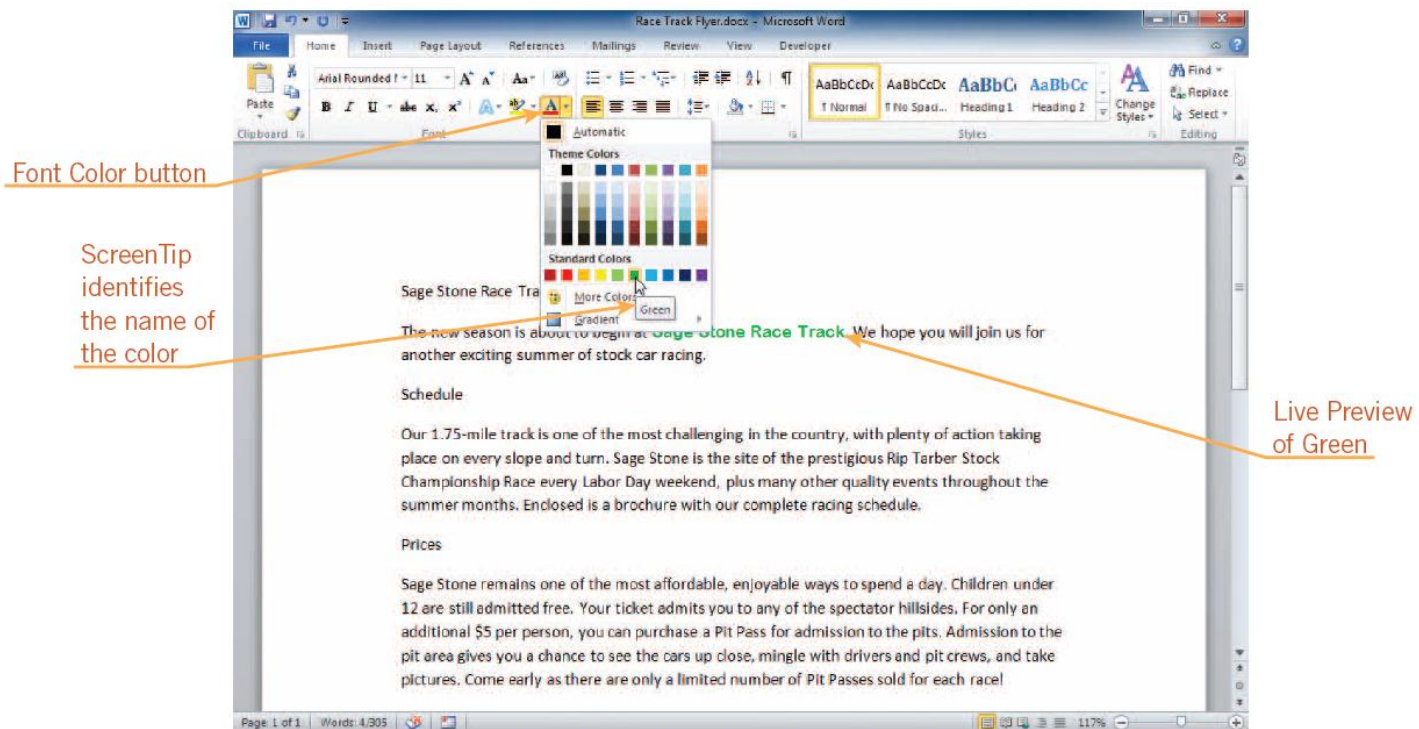 Race Track Flyer.docx - Microsoft Word
File Home Insert Page Layout References Mailings Review View Developer
Arial Rounded 11 A A Aa
Paste
B I U abc x, x²
Clipboard Font
AaBbCcDc AaBbCcDc AaBbC AaBbCc
¶ Normal ¶ No Spaci... Heading 1 Heading 2
Styles
Change
Styles
Find
Replace
Select
Editing
Automatic
Theme Colors
Standard Colors
More Colors
Gradient
Green
Font Color button
ScreenTip
identifies
the name of
the color
Live Preview
of Green
Sage Stone Race Tra
The new season is about to begin at Sage Stone Race Track. We hope you will join us for
another exciting summer of stock car racing.
Schedule
Our 1.75-mile track is one of the most challenging in the country, with plenty of action taking
place on every slope and turn. Sage Stone is the site of the prestigious Rip Tarber Stock
Championship Race every Labor Day weekend, plus many other quality events throughout the
summer months. Enclosed is a brochure with our complete racing schedule.
Prices
Sage Stone remains one of the most affordable, enjoyable ways to spend a day. Children under
12 are still admitted free. Your ticket admits you to any of the spectator hillsides. For only an
additional $5 per person, you can purchase a Pit Pass for admission to the pits. Admission to the
pit area gives you a chance to see the cars up close, mingle with drivers and pit crews, and take
pictures. Come early as there are only a limited number of Pit Passes sold for each race!
Page: 1 of 1 Words: 4/305 117%